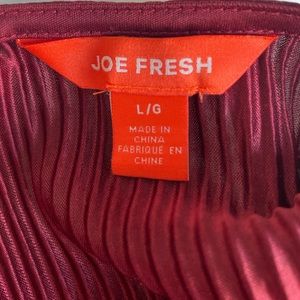 JOE FRESH
L/G
MADE IN
CHINA
FABRIQUÉ EN
CHINE